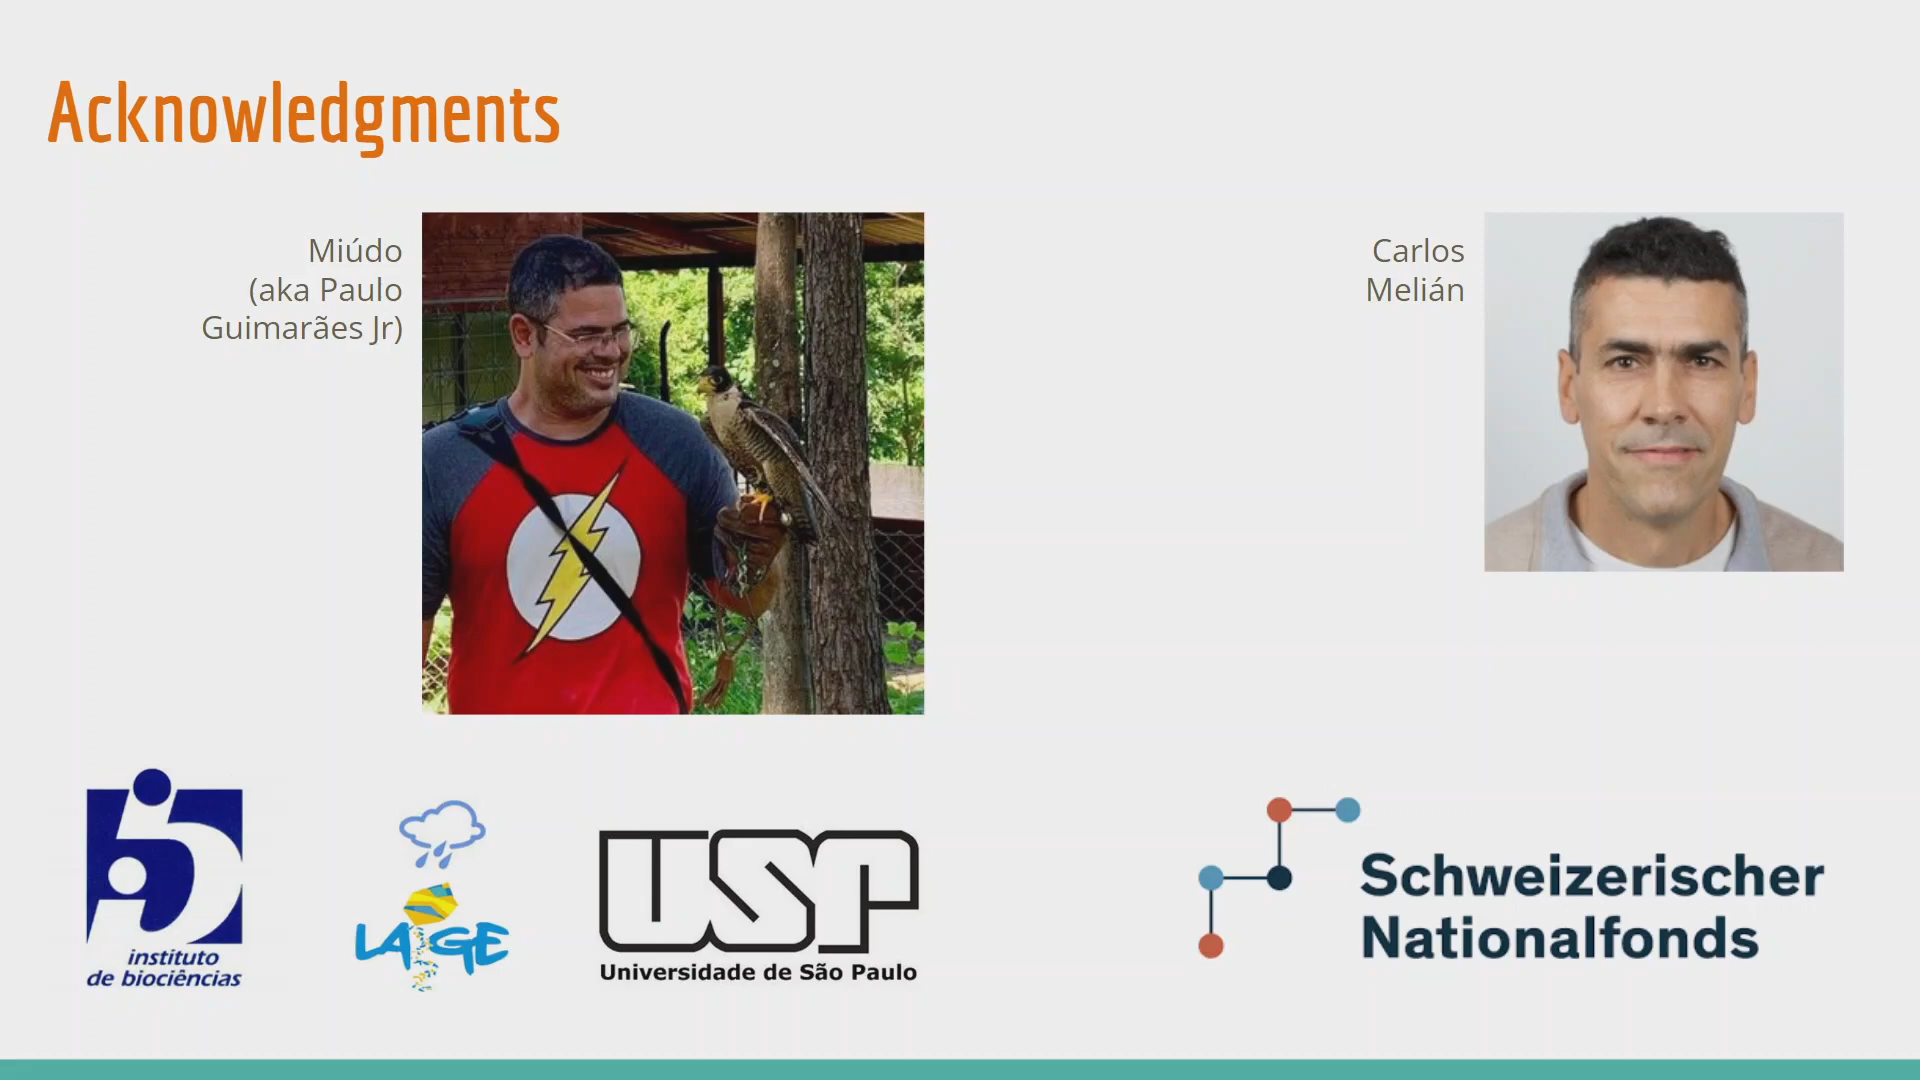 Acknowledgments
Miúdo
(aka Paulo
Guimarães Jr)
Carlos
Melián
instituto
de biociências
LAGE
USP
Universidade de São Paulo
Schweizerischer
Nationalfonds